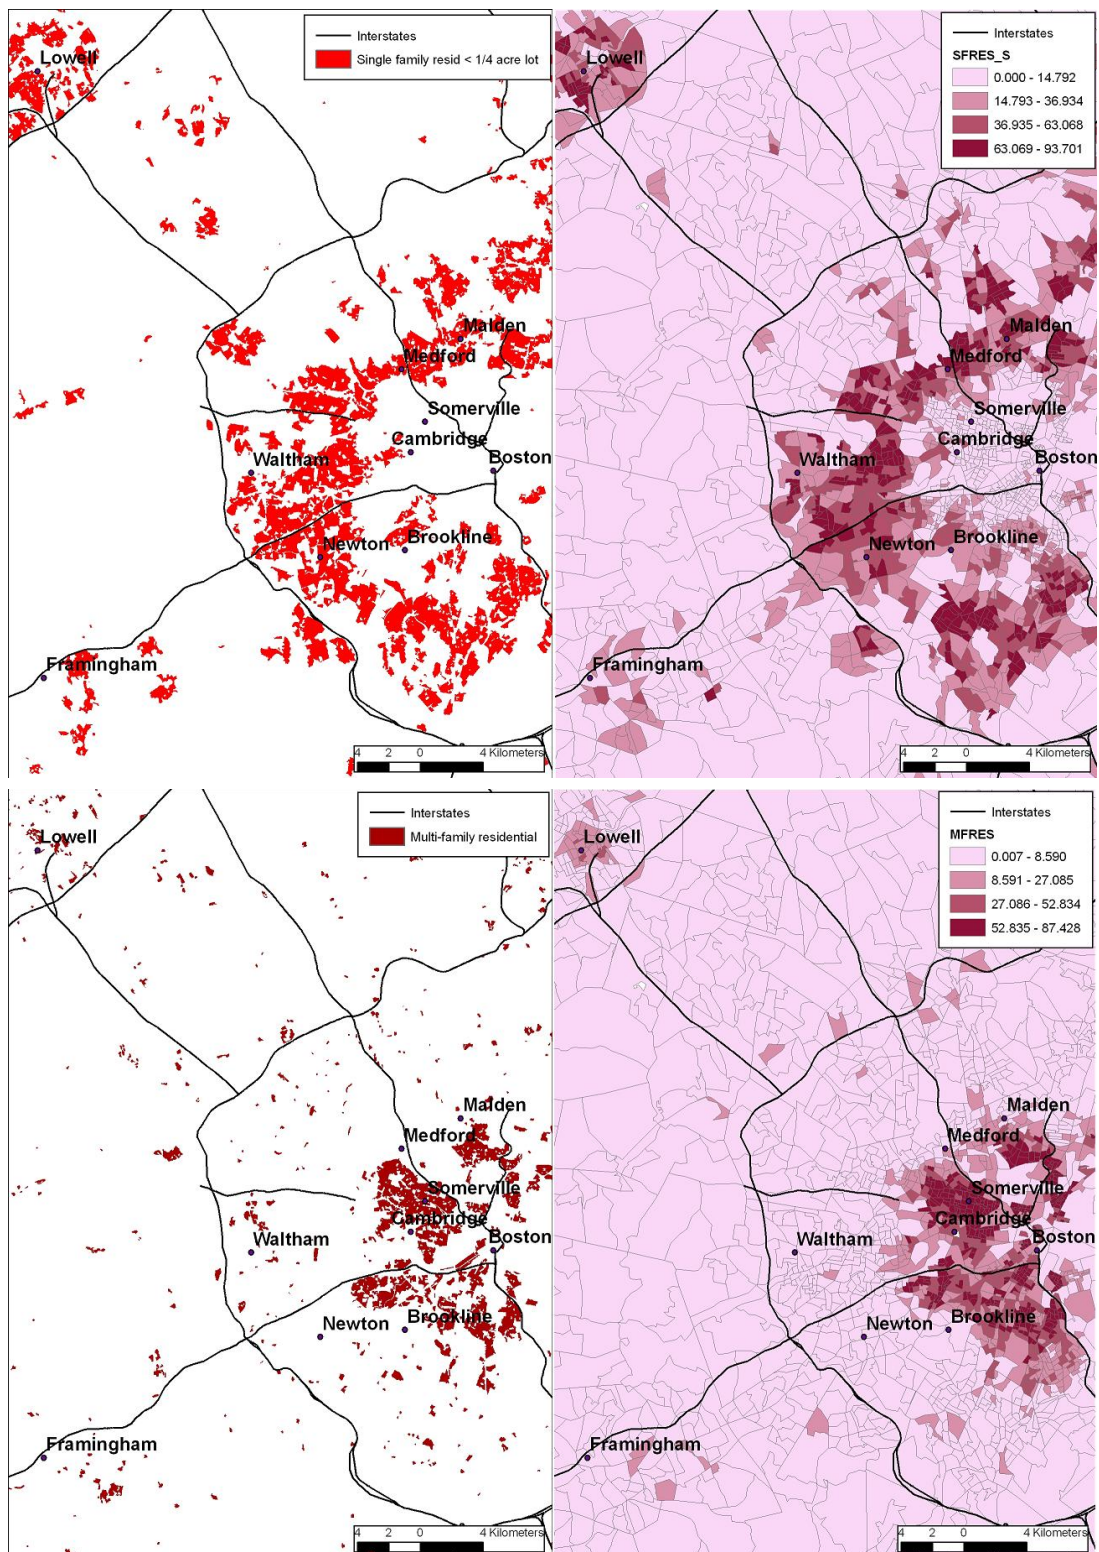 Interstates
Single family resid < 1/4 acre lot
Lowell
Malden
Medford
Somerville
Cambridge
Waltham
Boston
Newton
Brookline
Framingham
4 2 0 4 Kilometers
Interstates
SFRES_S
0.000 - 14.792
14.793 - 36.934
36.935 - 63.068
63.069 - 93.701
Lowell
Malden
Medford
Somerville
Cambridge
Waltham
Boston
Newton
Brookline
Framingham
4 2 0 4 Kilometers
Interstates
Multi-family residential
Lowell
Malden
Medford
Somerville
Cambridge
Waltham
Boston
Newton
Brookline
Framingham
4 2 0 4 Kilometers
Interstates
MFRES
0.007 - 8.590
8.591 - 27.085
27.086 - 52.834
52.835 - 87.428
Lowell
Malden
Medford
Somerville
Cambridge
Waltham
Boston
Newton
Brookline
Framingham
4 2 0 4 Kilometers